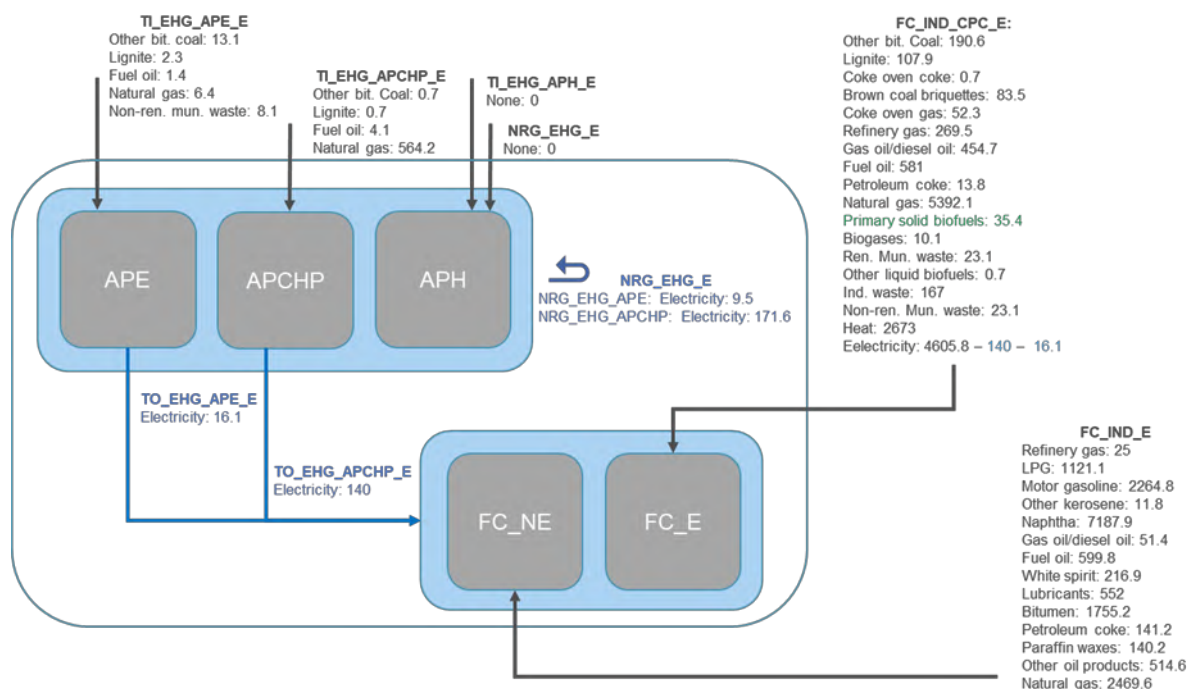 TI_EHG_APE_E
Other bit. coal: 13.1
Lignite: 2.3
Fuel oil: 1.4
Natural gas: 6.4
Non-ren. mun. waste: 8.1
TI_EHG_APCHP_E
Other bit. Coal: 0.7
Lignite: 0.7
Fuel oil: 4.1
Natural gas: 564.2
TI_EHG_APH_E
None: 0
NRG_EHG_E
None: 0
FC_IND_CPC_E:
Other bit. Coal: 190.6
Lignite: 107.9
Coke oven coke: 0.7
Brown coal briquettes: 83.5
Coke oven gas: 52.3
Refinery gas: 269.5
Gas oil/diesel oil: 454.7
Fuel oil: 581
Petroleum coke: 13.8
Natural gas: 5392.1
Primary solid biofuels: 35.4
Biogases: 10.1
Ren. Mun. waste: 23.1
Other liquid biofuels: 0.7
Ind. waste: 167
Non-ren. Mun. waste: 23.1
Heat: 2673
Eelectricity: 4605.8 – 140 – 16.1
APE
APCHP
APH
NRG_EHG_E
NRG_EHG_APE: Electricity: 9.5
NRG_EHG_APCHP: Electricity: 171.6
TO_EHG_APE_E
Electricity: 16.1
TO_EHG_APCHP_E
Electricity: 140
FC_NE
FC_E
FC_IND_E
Refinery gas: 25
LPG: 1121.1
Motor gasoline: 2264.8
Other kerosene: 11.8
Naphtha: 7187.9
Gas oil/diesel oil: 51.4
Fuel oil: 599.8
White spirit: 216.9
Lubricants: 552
Bitumen: 1755.2
Petroleum coke: 141.2
Paraffin waxes: 140.2
Other oil products: 514.6
Natural gas: 2469.6